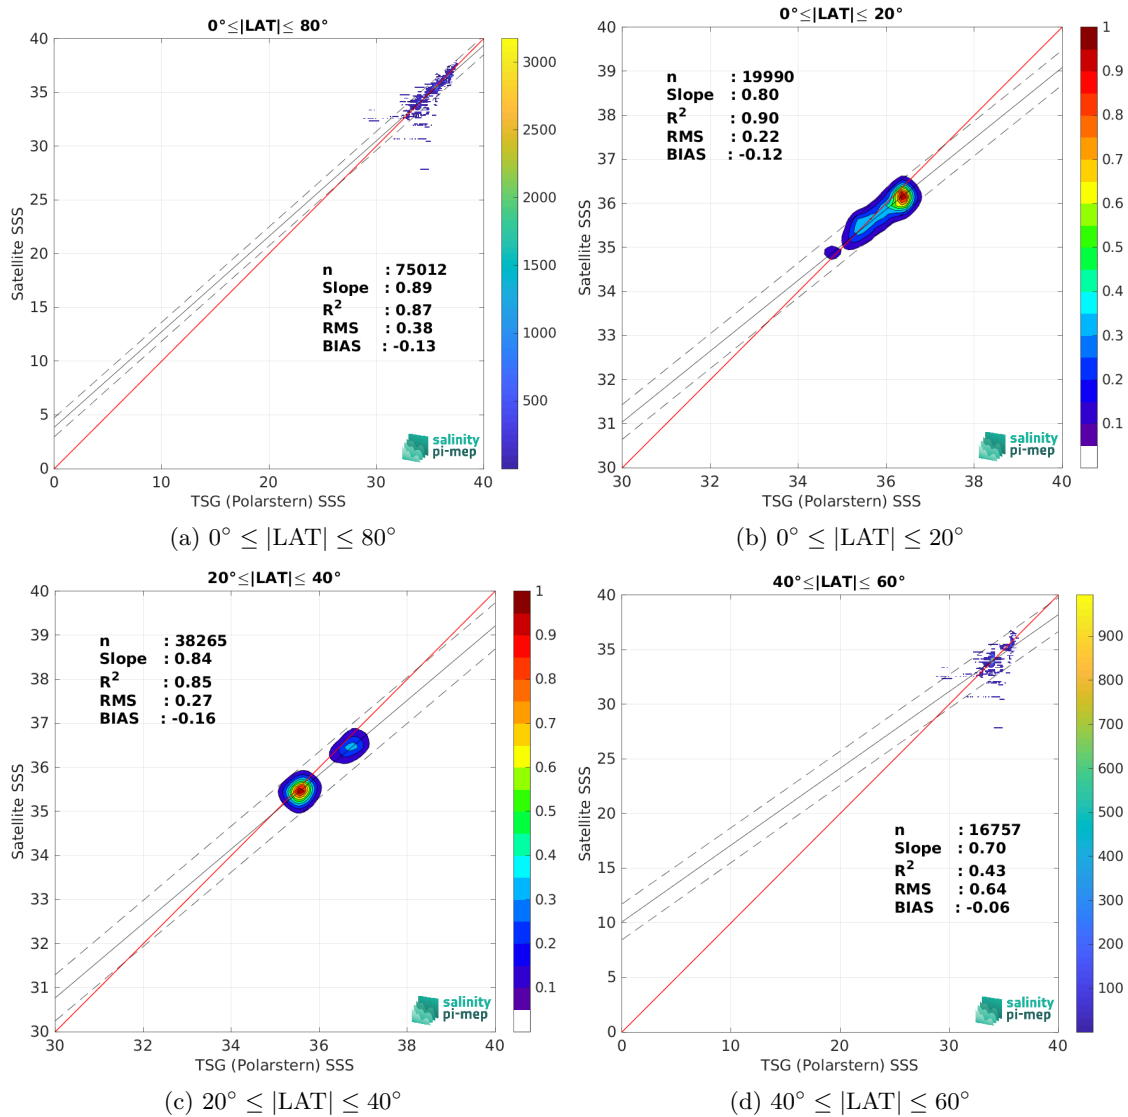 0°≤|LAT|≤ 80°
40
35
30
25
20
15
10
5
0
0
10
20
30
40
Satellite SSS
TSG (Polarstern) SSS
n : 75012
Slope : 0.89
R² : 0.87
RMS : 0.38
BIAS : -0.13
3000
2500
2000
1500
1000
500
salinity
pi-mep
(a) 0° ≤ |LAT| ≤ 80°
0°≤|LAT|≤ 20°
40
39
38
37
36
35
34
33
32
31
30
30
32
34
36
38
40
Satellite SSS
TSG (Polarstern) SSS
n : 19990
Slope : 0.80
R² : 0.90
RMS : 0.22
BIAS : -0.12
1
0.9
0.8
0.7
0.6
0.5
0.4
0.3
0.2
0.1
salinity
pi-mep
(b) 0° ≤ |LAT| ≤ 20°
20°≤|LAT|≤ 40°
40
39
38
37
36
35
34
33
32
31
30
30
32
34
36
38
40
Satellite SSS
TSG (Polarstern) SSS
n : 38265
Slope : 0.84
R² : 0.85
RMS : 0.27
BIAS : -0.16
1
0.9
0.8
0.7
0.6
0.5
0.4
0.3
0.2
0.1
salinity
pi-mep
(c) 20° ≤ |LAT| ≤ 40°
40°≤|LAT|≤ 60°
40
35
30
25
20
15
10
5
0
0
10
20
30
40
Satellite SSS
TSG (Polarstern) SSS
n : 16757
Slope : 0.70
R² : 0.43
RMS : 0.64
BIAS : -0.06
900
800
700
600
500
400
300
200
100
salinity
pi-mep
(d) 40° ≤ |LAT| ≤ 60°